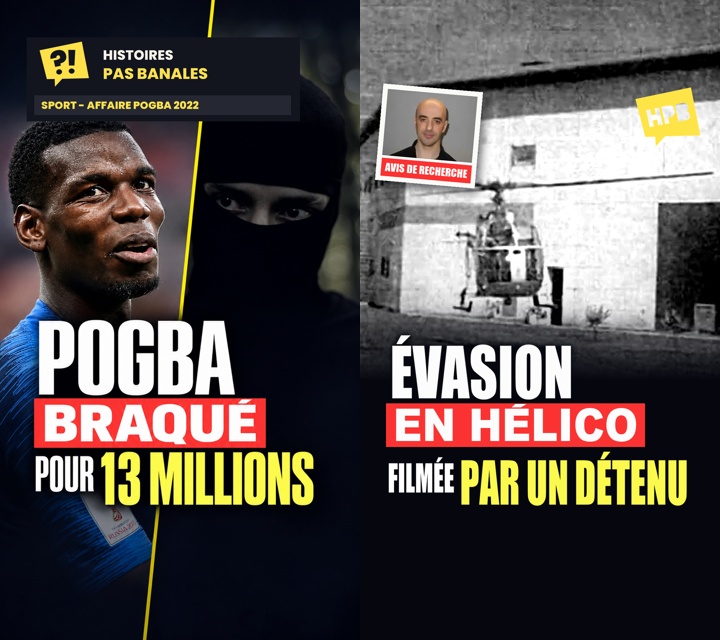 ?!
HISTOIRES
PAS BANALES
SPORT - AFFAIRE POGBA 2022
POGBA
BRAQUÉ
POUR 13 MILLIONS
AVIS DE RECHERCHE
HPB
ÉVASION
EN HÉLICO
FILMÉE PAR UN DÉTENU